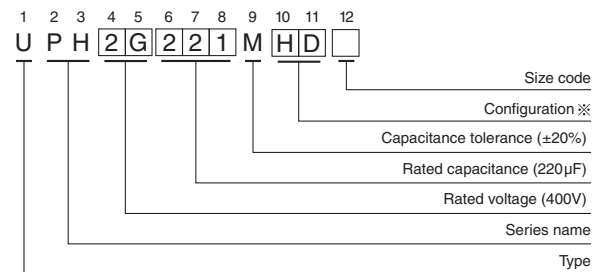 1 2 3 4 5 6 7 8 9 10 11 12
U P H 2 G 2 2 1 M H D
Size code
Configuration ※
Capacitance tolerance (±20%)
Rated capacitance (220µF)
Rated voltage (400V)
Series name
Type